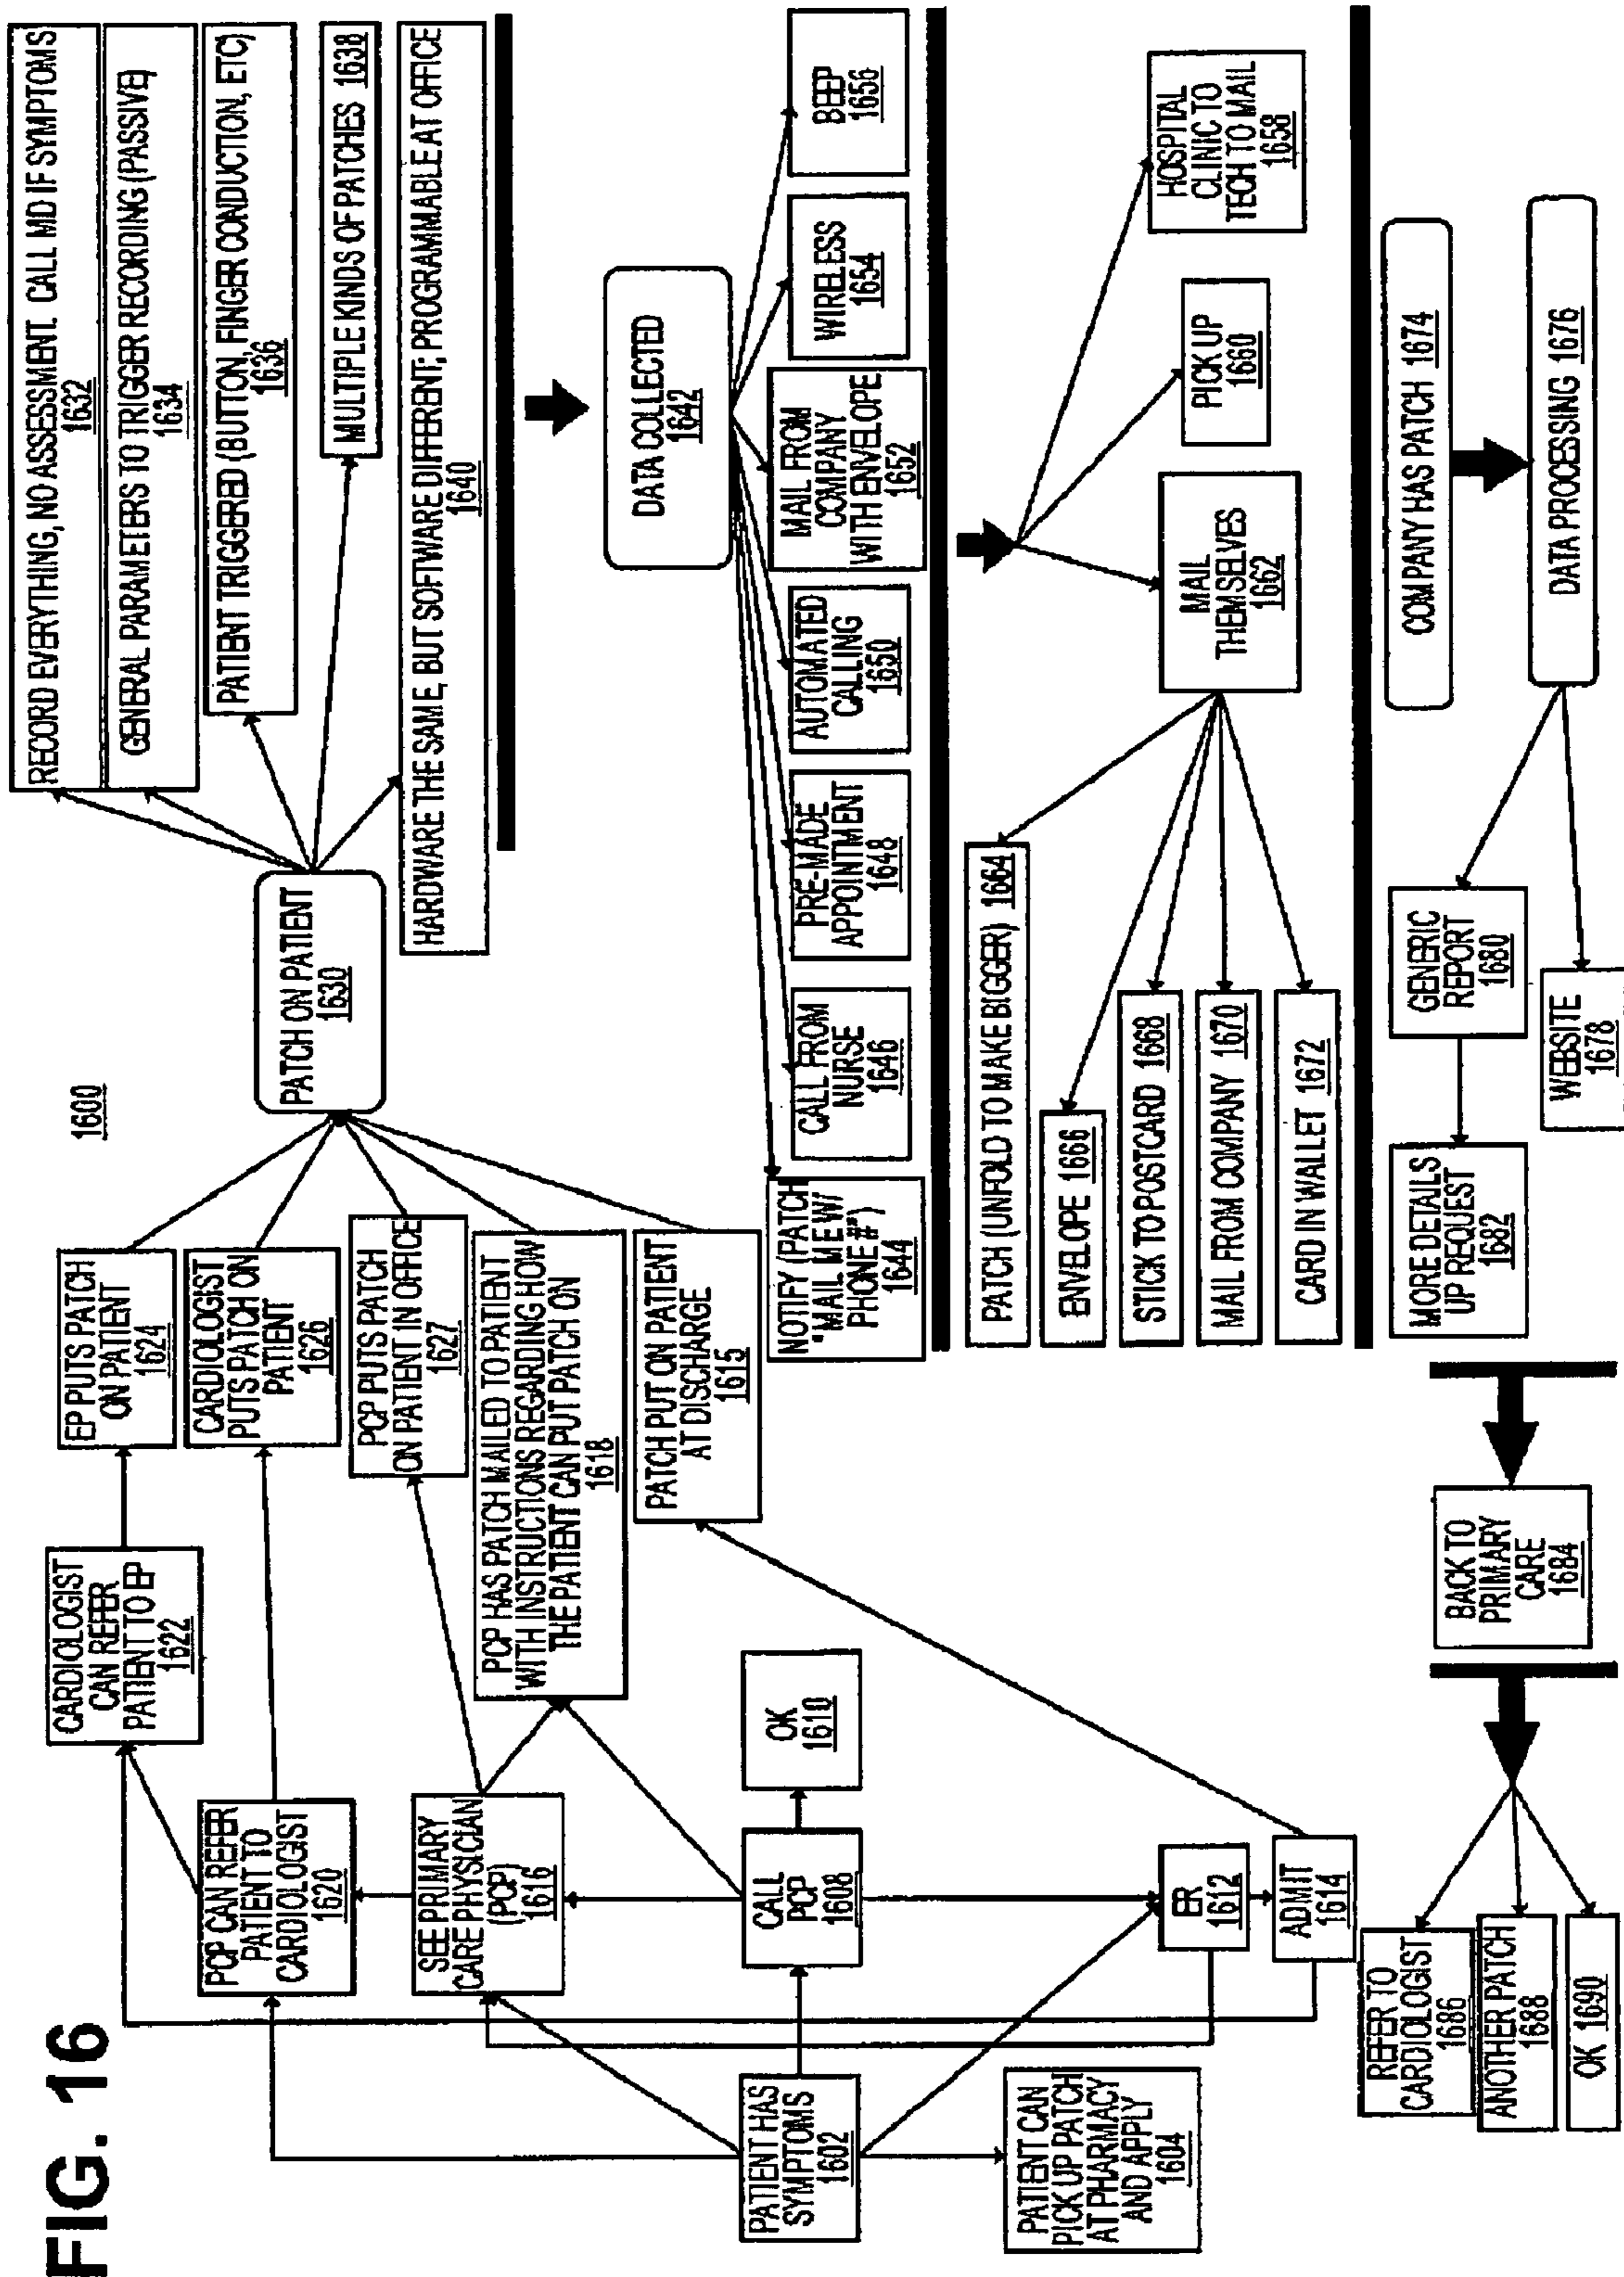 FIG. 16
1600
PATIENT HAS
SYMPTOMS
1602
PATIENT CAN
PICK UP PATCH
AT PHARMACY
AND APPLY
1604
CALL
PCP
1608
OK
1610
ER
1612
ADMIT
1614
SEE PRIMARY
CARE PHYSICIAN
(PCP)
1616
PCP CAN REFER
PATIENT TO
CARDIOLOGIST
1620
CARDIOLOGIST
CAN REFER
PATIENT TO EP
1622
EP PUTS PATCH
ON PATIENT
1624
CARDIOLOGIST
PUTS PATCH ON
PATIENT
1626
PCP PUTS PATCH
ON PATIENT IN OFFICE
1627
PCP HAS PATCH MAILED TO PATIENT
WITH INSTRUCTIONS REGARDING HOW
THE PATIENT CAN PUT PATCH ON
1618
PATCH PUT ON PATIENT
AT DISCHARGE
1615
PATCH ON PATIENT
1630
RECORD EVERYTHING, NO ASSESSMENT. CALL MD IF SYMPTOMS
1632
GENERAL PARAMETERS TO TRIGGER RECORDING (PASSIVE)
1634
PATIENT TRIGGERED (BUTTON, FINGER CONDUCTION, ETC)
1636
MULTIPLE KINDS OF PATCHES 1638
HARDWARE THE SAME, BUT SOFTWARE DIFFERENT; PROGRAMMABLE AT OFFICE
1640
DATA COLLECTED
1642
NOTIFY (PATCH
"MAIL ME W/
PHONE #")
1644
CALL FROM
NURSE
1646
PRE-MADE
APPOINTMENT
1648
AUTOMATED
CALLING
1650
MAIL FROM
COMPANY
WITH ENVELOPE
1652
WIRELESS
1654
BEEP
1656
HOSPITAL
CLINIC TO
TECH TO MAIL
1658
PICK UP
1660
MAIL
THEMSELVES
1662
PATCH (UNFOLD TO MAKE BIGGER) 1664
ENVELOPE 1666
STICK TO POSTCARD 1668
MAIL FROM COMPANY 1670
CARD IN WALLET 1672
COMPANY HAS PATCH 1674
DATA PROCESSING 1676
GENERIC
REPORT
1680
WEBSITE
1678
MORE DETAILS
UP REQUEST
1682
BACK TO
PRIMARY
CARE
1684
REFER TO
CARDIOLOGIST
1686
ANOTHER PATCH
1688
OK 1690